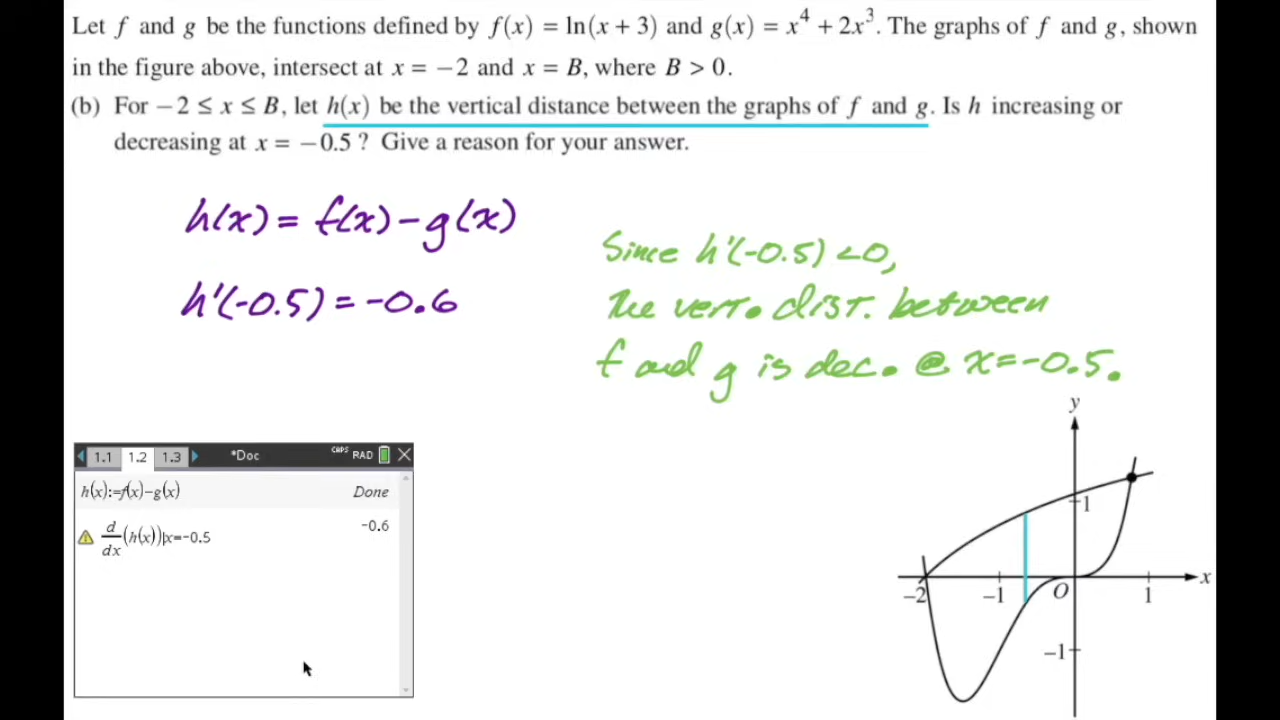 Let f and g be the functions defined by f(x) = ln(x + 3) and g(x) = x⁴ + 2x³. The graphs of f and g, shown
in the figure above, intersect at x = −2 and x = B, where B > 0.
(b) For −2 ≤ x ≤ B, let h(x) be the vertical distance between the graphs of f and g. Is h increasing or
decreasing at x = −0.5 ? Give a reason for your answer.
h(x) = f(x) − g(x)
h'(-0.5) = -0.6
Since h'(-0.5) < 0,
The vert. dist. between
f and g is dec. @ x = -0.5.
1.1 1.2 1.3 *Doc CAPS RAD
h(x):=f(x)−g(x) Done
d/dx(h(x))|x=-0.5 -0.6
y
1
−2 −1 O 1 x
−1